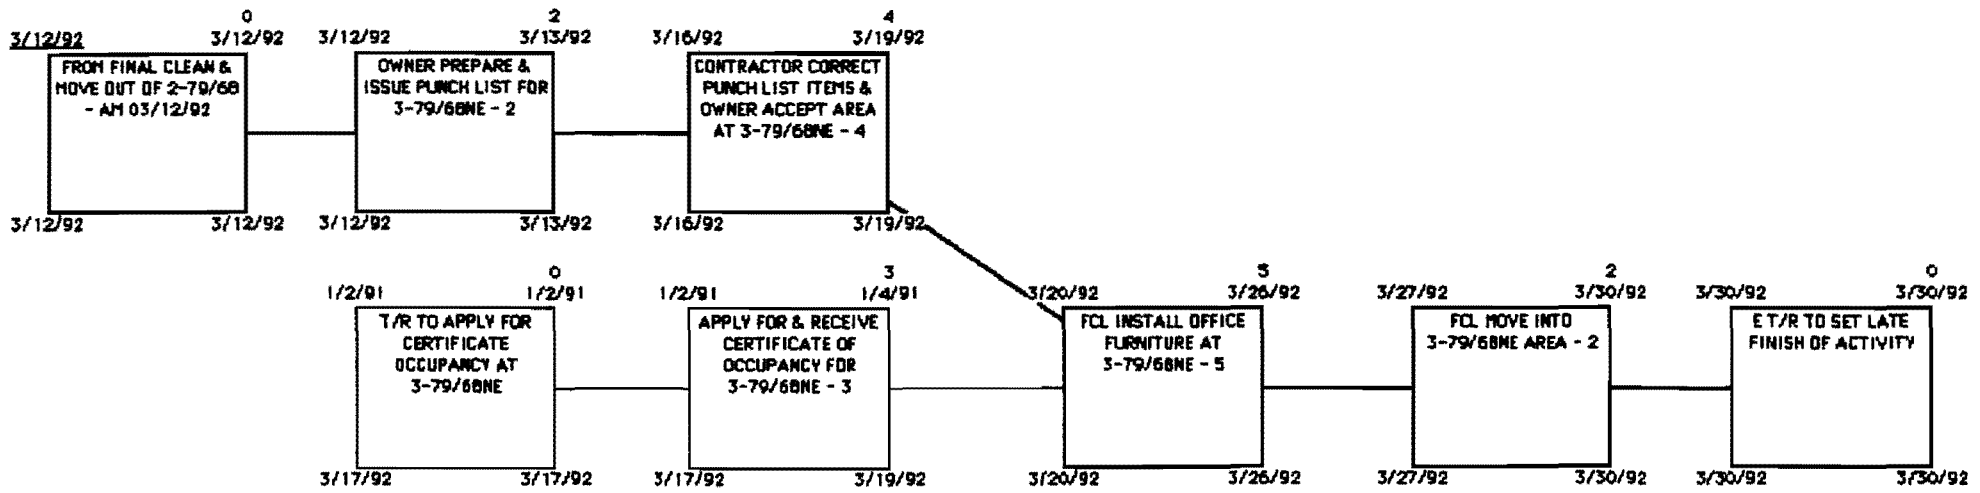 0 2 4
3/12/92 3/12/92 3/12/92 3/13/92 3/16/92 3/19/92
FROM FINAL CLEAN &
MOVE OUT OF 2-79/68
- AM 03/12/92
OWNER PREPARE &
ISSUE PUNCH LIST FOR
3-79/68NE - 2
CONTRACTOR CORRECT
PUNCH LIST ITEMS &
OWNER ACCEPT AREA
AT 3-79/68NE - 4
3/12/92 3/12/92 3/12/92 3/13/92 3/16/92 3/19/92
0 3 5 2 0
1/2/91 1/2/91 1/2/91 1/4/91 3/20/92 3/26/92 3/27/92 3/30/92 3/30/92 3/30/92
T/R TO APPLY FOR
CERTIFICATE
OCCUPANCY AT
3-79/68NE
APPLY FOR & RECEIVE
CERTIFICATE OF
OCCUPANCY FOR
3-79/68NE - 3
FCL INSTALL OFFICE
FURNITURE AT
3-79/68NE - 5
FCL MOVE INTO
3-79/68NE AREA - 2
E T/R TO SET LATE
FINISH OF ACTIVITY
3/17/92 3/17/92 3/17/92 3/19/92 3/20/92 3/26/92 3/27/92 3/30/92 3/30/92 3/30/92